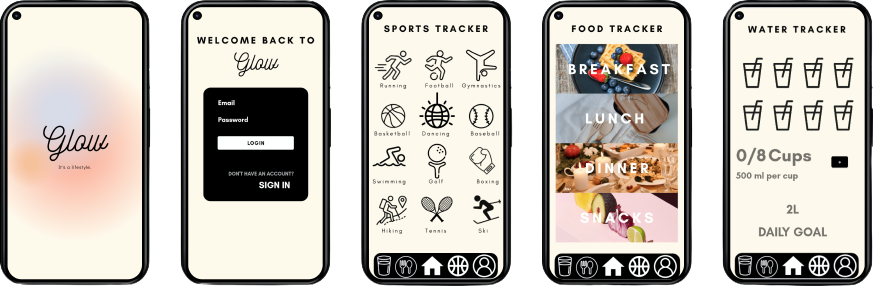 Glow
It's a lifestyle.
WELCOME BACK TO
Glow
Email
Password
LOGIN
DON'T HAVE AN ACCOUNT?
SIGN IN
SPORTS TRACKER
Running Football Gymnastics
Basketball Dancing Baseball
Swimming Golf Boxing
Hiking Tennis Ski
FOOD TRACKER
BREAKFAST
LUNCH
DINNER
SNACKS
WATER TRACKER
0/8 Cups
500 ml per cup
2L
DAILY GOAL